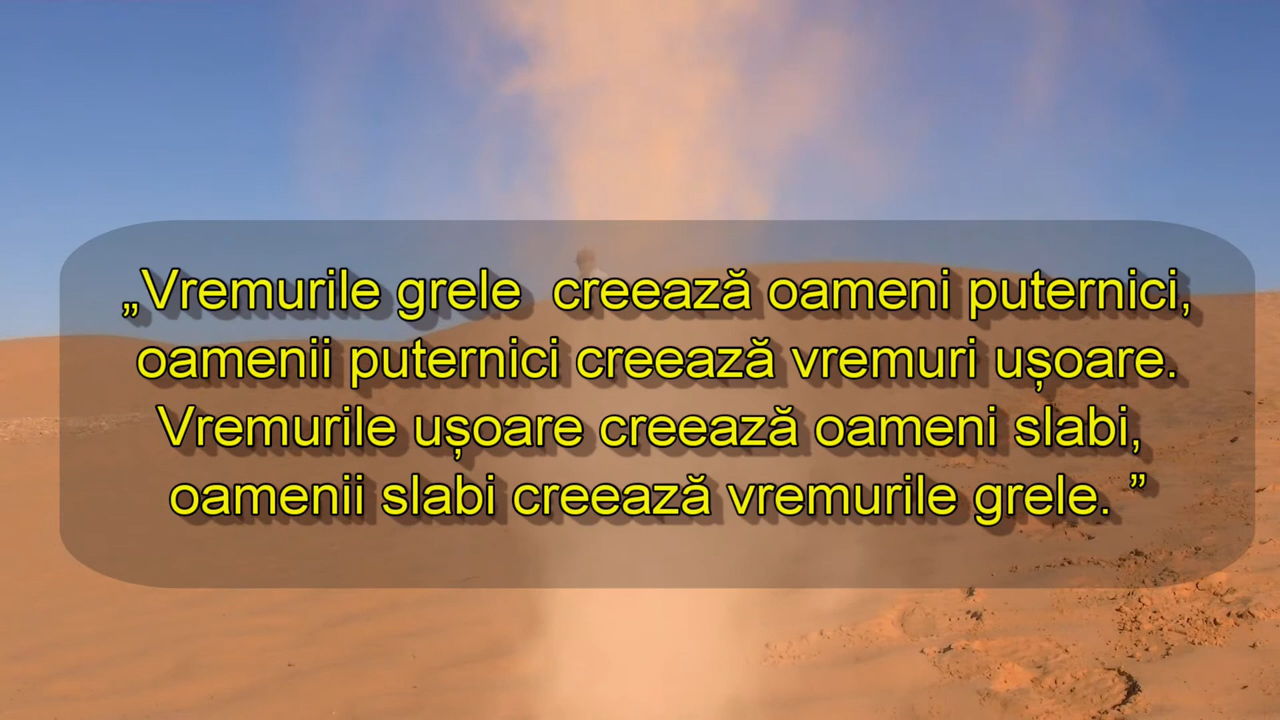 „Vremurile grele  creează oameni puternici,
oamenii puternici creează vremuri ușoare.
Vremurile ușoare creează oameni slabi,
oamenii slabi creează vremurile grele. ”